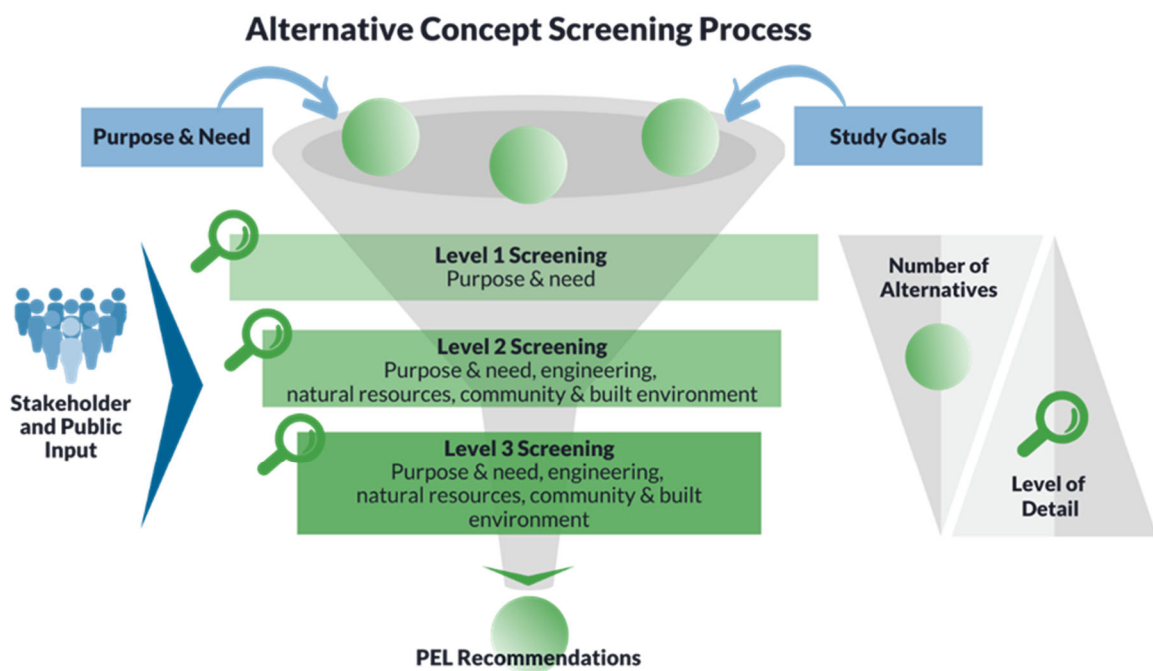 Alternative Concept Screening Process
Purpose & Need
Study Goals
Level 1 Screening
Purpose & need
Level 2 Screening
Purpose & need, engineering,
natural resources, community & built environment
Level 3 Screening
Purpose & need, engineering,
natural resources, community & built
environment
Stakeholder
and Public
Input
Number of
Alternatives
Level of
Detail
PEL Recommendations